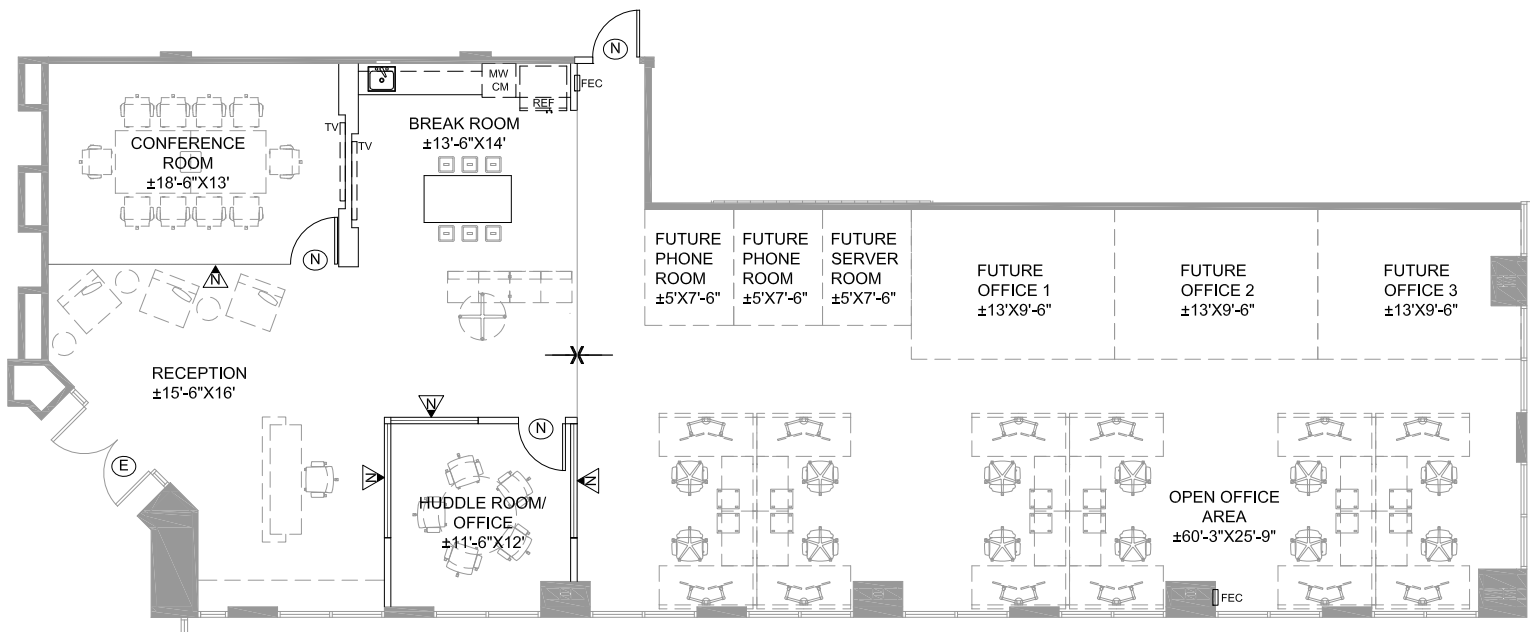 N
MW
CM
REF
FEC
CONFERENCE
ROOM
±18'-6"X13'
TV
TV
BREAK ROOM
±13'-6"X14'
N
N
FUTURE
PHONE
ROOM
±5'X7'-6"
FUTURE
PHONE
ROOM
±5'X7'-6"
FUTURE
SERVER
ROOM
±5'X7'-6"
FUTURE
OFFICE 1
±13'X9'-6"
FUTURE
OFFICE 2
±13'X9'-6"
FUTURE
OFFICE 3
±13'X9'-6"
RECEPTION
±15'-6"X16'
N
N
E
N
N
HUDDLE ROOM/
OFFICE
±11'-6"X12'
OPEN OFFICE
AREA
±60'-3"X25'-9"
FEC